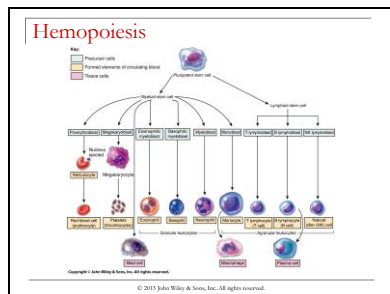 Hemopoiesis
Key:
Precursor cells
Formed elements of circulating blood
Tissue cells
Pluripotent stem cell
Myeloid stem cell
Lymphoid stem cell
Proerythroblast
Megakaryoblast
Eosinophilic myeloblast
Basophilic myeloblast
Myeloblast
Monoblast
T lymphoblast
B lymphoblast
NK lymphoblast
Nucleus ejected
Reticulocyte
Megakaryocyte
Red blood cell (erythrocyte)
Platelets (thrombocytes)
Eosinophil
Basophil
Neutrophil
Monocyte
T lymphocyte (T cell)
B lymphocyte (B cell)
Natural killer (NK) cell
Granular leukocytes
Agranular leukocytes
Mast cell
Macrophage
Plasma cell
Copyright © John Wiley & Sons, Inc. All rights reserved.
© 2013 John Wiley & Sons, Inc. All rights reserved.